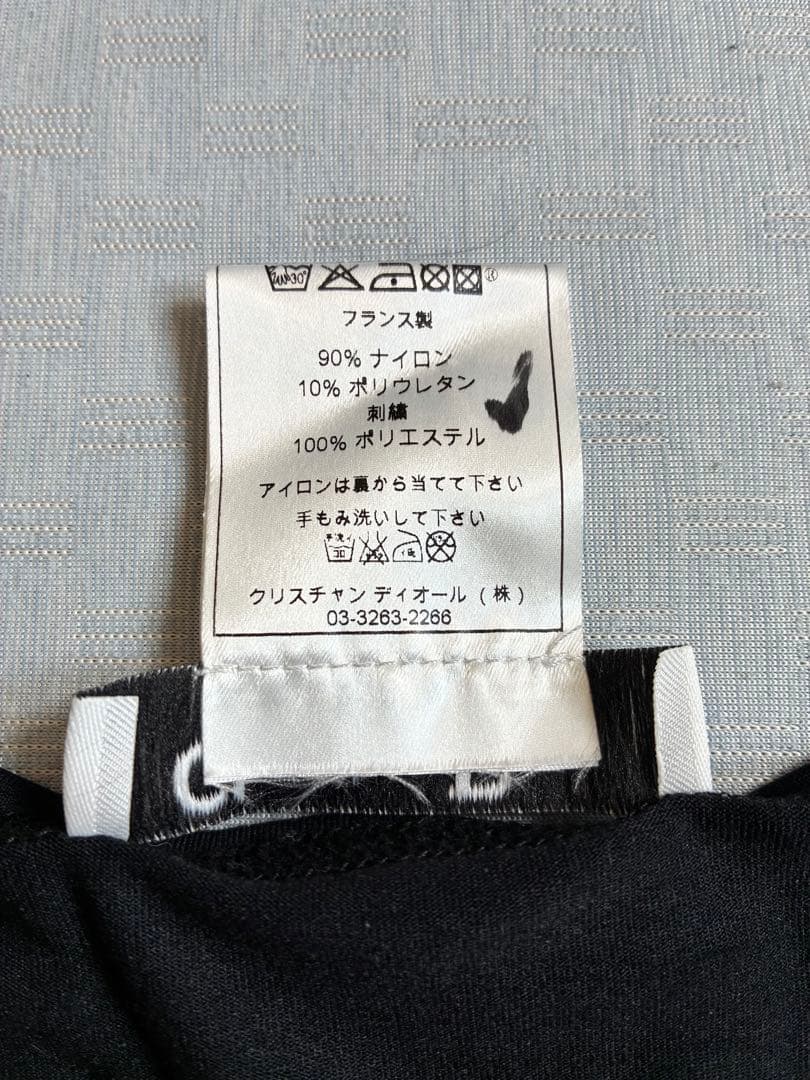 30°
フランス製
90% ナイロン
10% ポリウレタン
刺繍
100% ポリエステル
アイロンは裏から当てて下さい
手もみ洗いして下さい
クリスチャン ディオール (株)
03-3263-2266